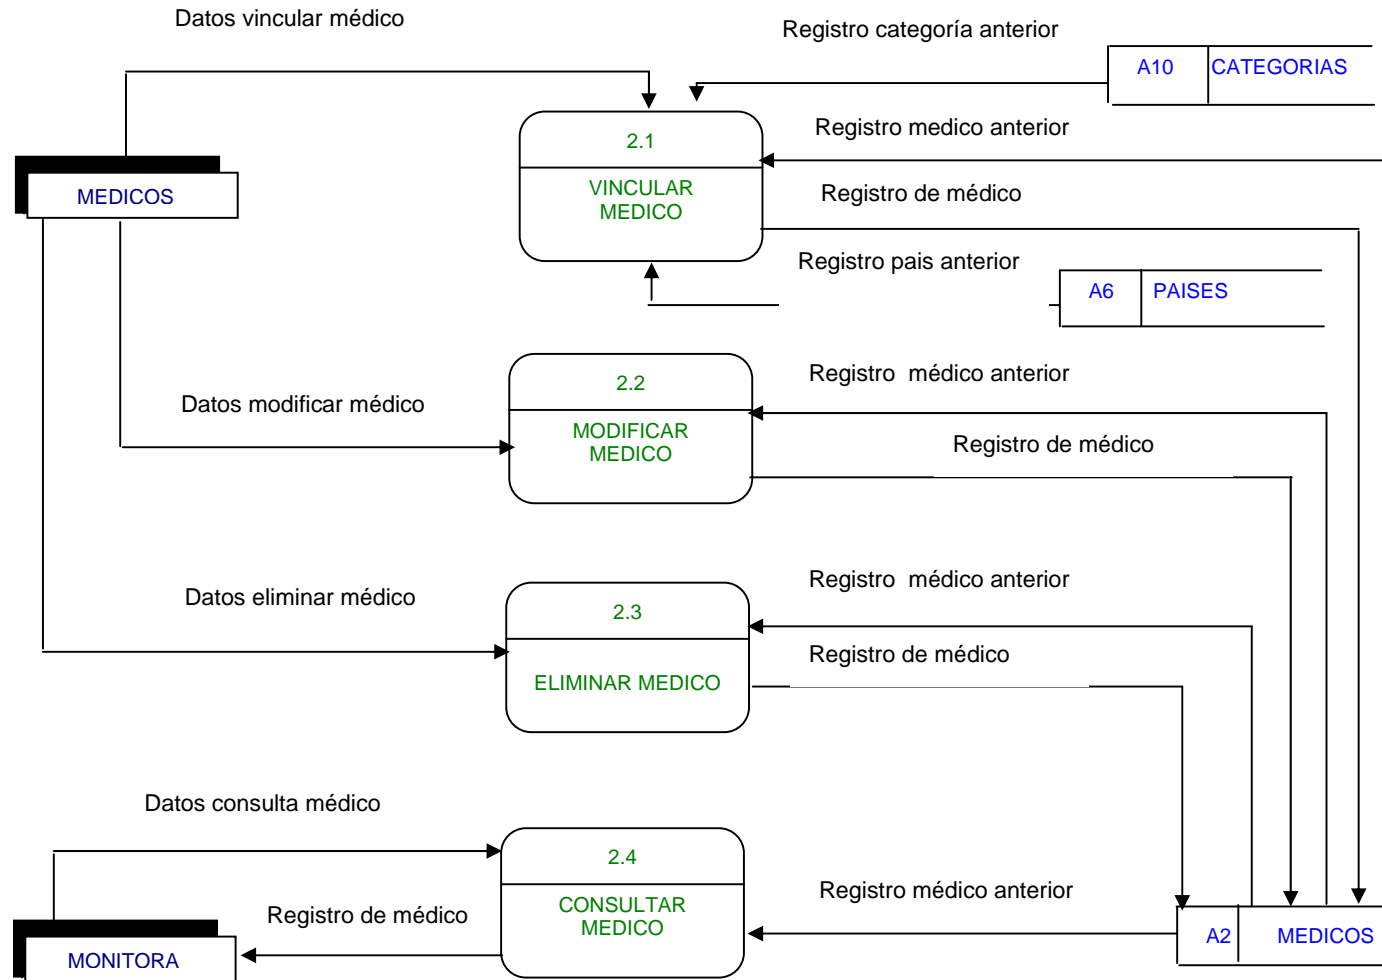 Datos vincular médico
Registro categoría anterior
A10 CATEGORIAS
2.1
Registro medico anterior
MEDICOS
VINCULAR
MEDICO
Registro de médico
Registro pais anterior
A6 PAISES
2.2
Registro  médico anterior
Datos modificar médico
MODIFICAR
MEDICO
Registro de médico
Registro  médico anterior
Datos eliminar médico
2.3
Registro de médico
ELIMINAR MEDICO
Datos consulta médico
2.4
Registro médico anterior
CONSULTAR
MEDICO
Registro de médico
A2 MEDICOS
MONITORA